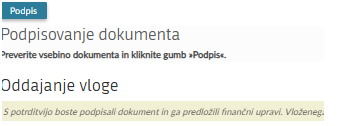 Podpis
Podpisovanje dokumenta
Preverite vsebino dokumenta in kliknite gumb »Podpis«.
Oddajanje vloge
S potrditvijo boste podpisali dokument in ga predložili finančni upravi. Vloženega